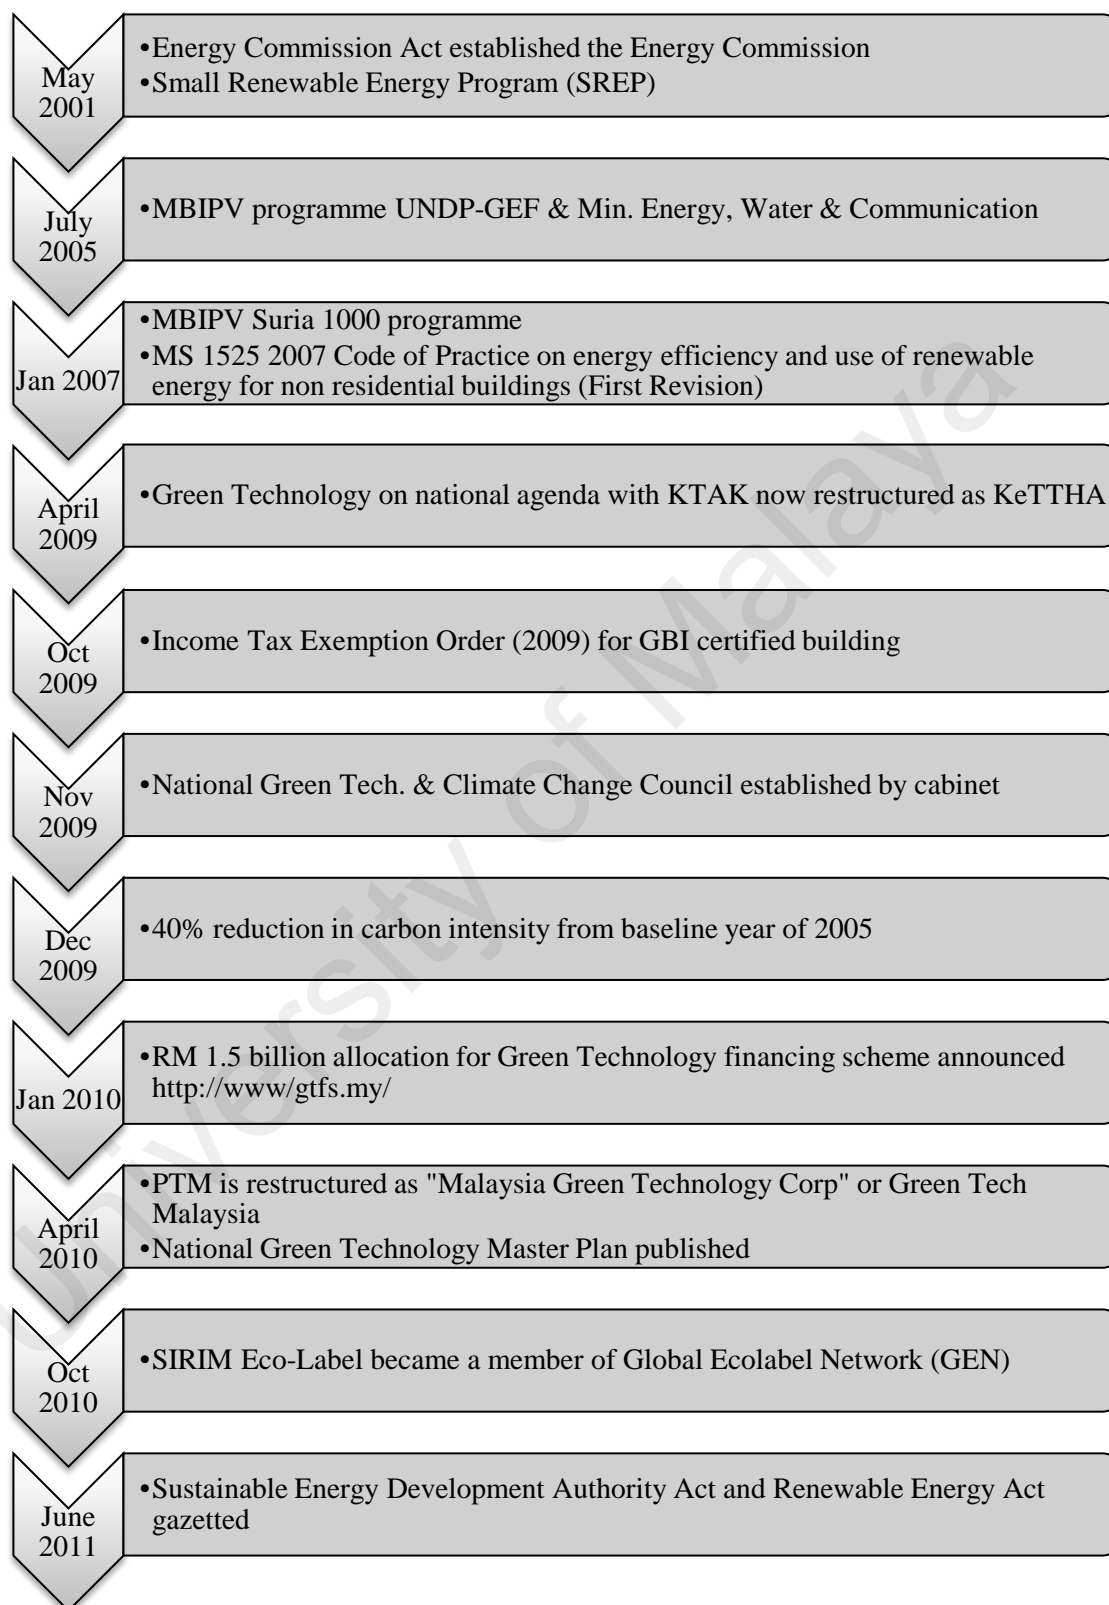 May
2001
•Energy Commission Act established the Energy Commission
•Small Renewable Energy Program (SREP)
July
2005
•MBIPV programme UNDP-GEF & Min. Energy, Water & Communication
Jan 2007
•MBIPV Suria 1000 programme
•MS 1525 2007 Code of Practice on energy efficiency and use of renewable
energy for non residential buildings (First Revision)
April
2009
•Green Technology on national agenda with KTAK now restructured as KeTTHA
Oct
2009
•Income Tax Exemption Order (2009) for GBI certified building
Nov
2009
•National Green Tech. & Climate Change Council established by cabinet
Dec
2009
•40% reduction in carbon intensity from baseline year of 2005
Jan 2010
•RM 1.5 billion allocation for Green Technology financing scheme announced
http://www/gtfs.my/
April
2010
•PTM is restructured as "Malaysia Green Technology Corp" or Green Tech
Malaysia
•National Green Technology Master Plan published
Oct
2010
•SIRIM Eco-Label became a member of Global Ecolabel Network (GEN)
June
2011
•Sustainable Energy Development Authority Act and Renewable Energy Act
gazetted
University of Malaya